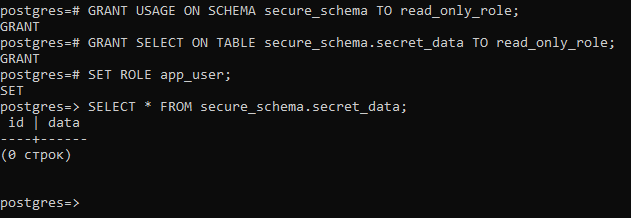 postgres=# GRANT USAGE ON SCHEMA secure_schema TO read_only_role;
GRANT
postgres=# GRANT SELECT ON TABLE secure_schema.secret_data TO read_only_role;
GRANT
postgres=# SET ROLE app_user;
SET
postgres=> SELECT * FROM secure_schema.secret_data;
 id | data
----+------
(0 строк)
postgres=>